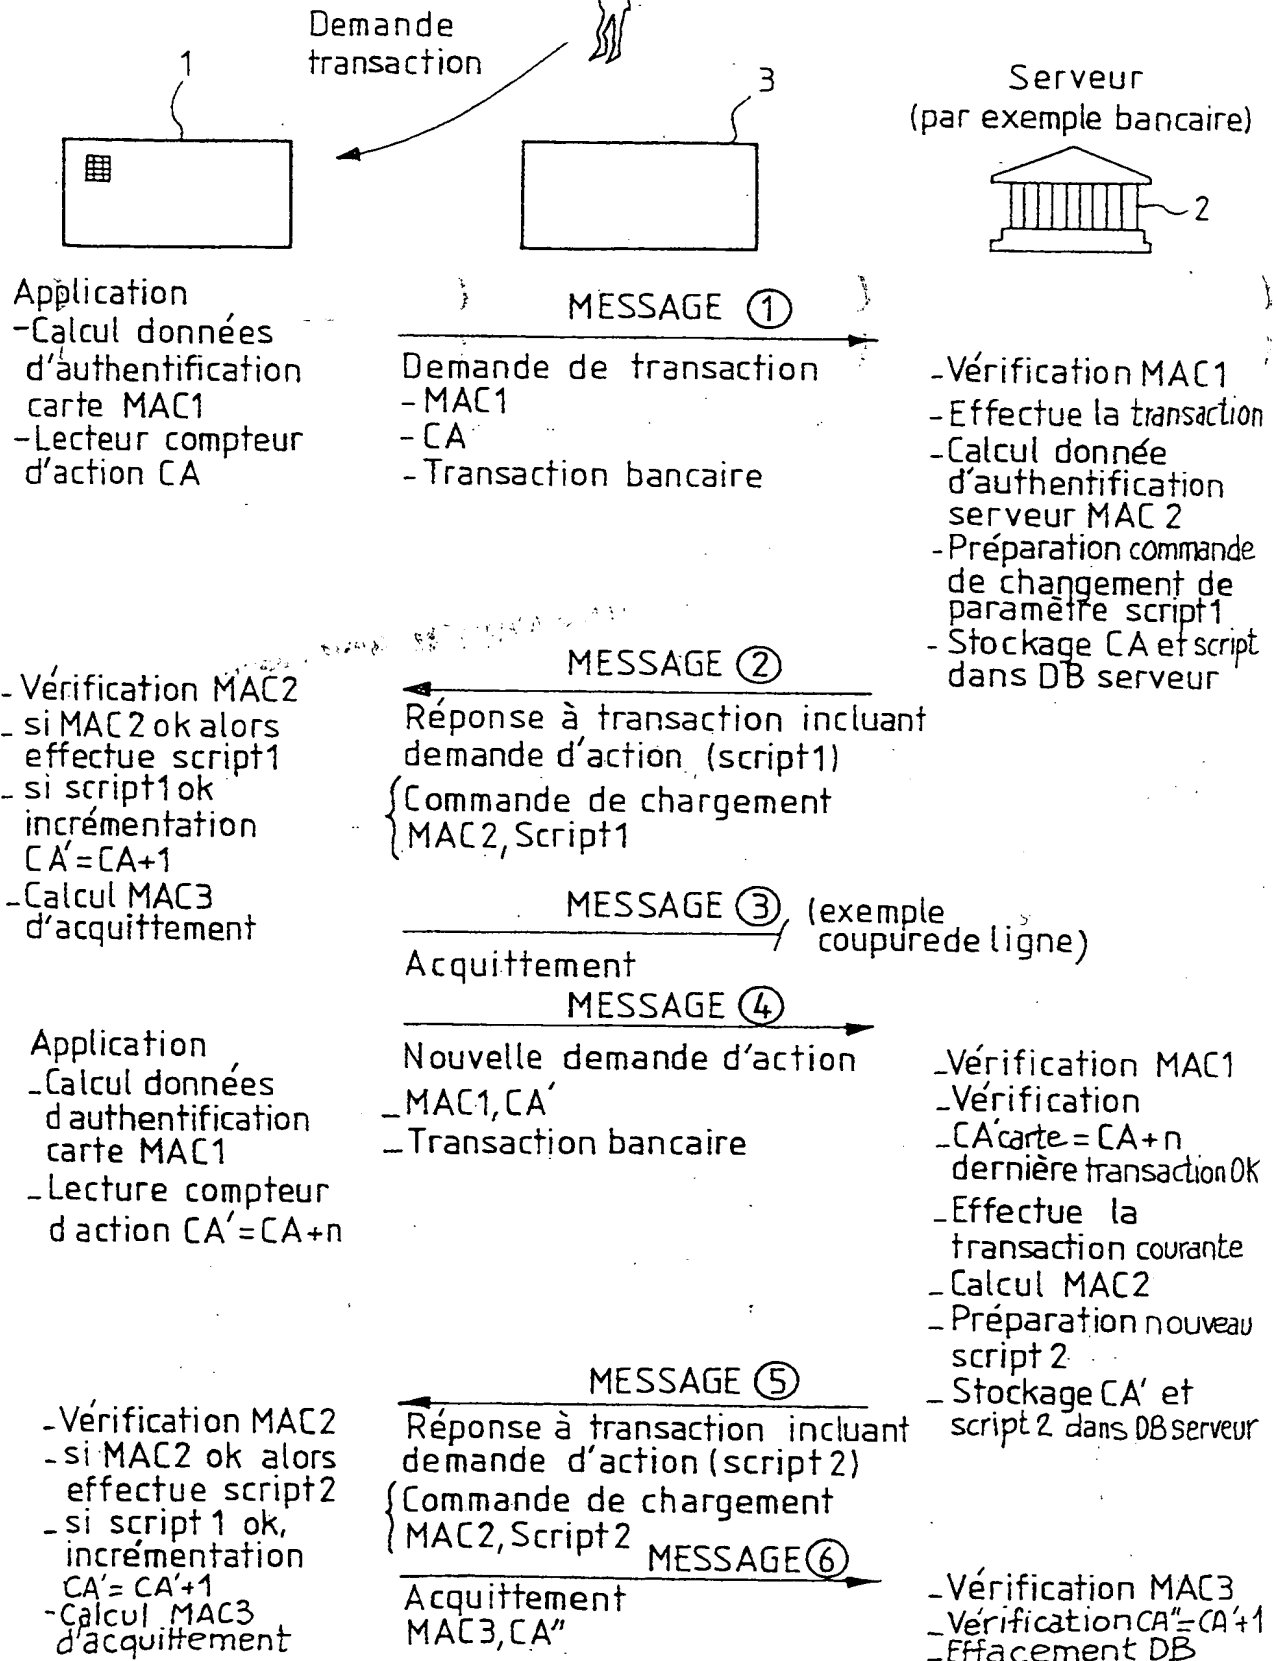 Demande
transaction
1
3
Serveur
(par exemple bancaire)
2
Application
-Calcul données
d'authentification
carte MAC1
-Lecteur compteur
d'action CA
MESSAGE 1
Demande de transaction
-MAC1
-CA
-Transaction bancaire
-Vérification MAC1
-Effectue la transaction
-Calcul donnée
d'authentification
serveur MAC 2
-Préparation commande
de changement de
paramètre script1
-Stockage CA et script
dans DB serveur
MESSAGE 2
Réponse à transaction incluant
demande d'action (script1)
Commande de chargement
MAC2, Script1
-Vérification MAC2
-si MAC2 ok alors
effectue script1
-si script1 ok
incrémentation
CA'=CA+1
-Calcul MAC3
d'acquittement
MESSAGE 3 (exemple
coupure de ligne)
Acquittement
MESSAGE 4
Nouvelle demande d'action
-MAC1, CA'
-Transaction bancaire
Application
-Calcul données
d authentification
carte MAC1
-Lecture compteur
d action CA'=CA+n
-Vérification MAC1
-Vérification
-CA'carte=CA+n
dernière transaction OK
-Effectue la
transaction courante
-Calcul MAC2
-Préparation nouveau
script 2
-Stockage CA' et
script 2 dans DB serveur
MESSAGE 5
Réponse à transaction incluant
demande d'action (script 2)
Commande de chargement
MAC2, Script 2
-Vérification MAC2
-si MAC2 ok alors
effectue script2
-si script 1 ok,
incrémentation
CA'=CA'+1
-Calcul MAC3
d'acquittement
MESSAGE 6
Acquittement
MAC3, CA"
-Vérification MAC3
-Vérification CA"=CA'+1
-Effacement DB